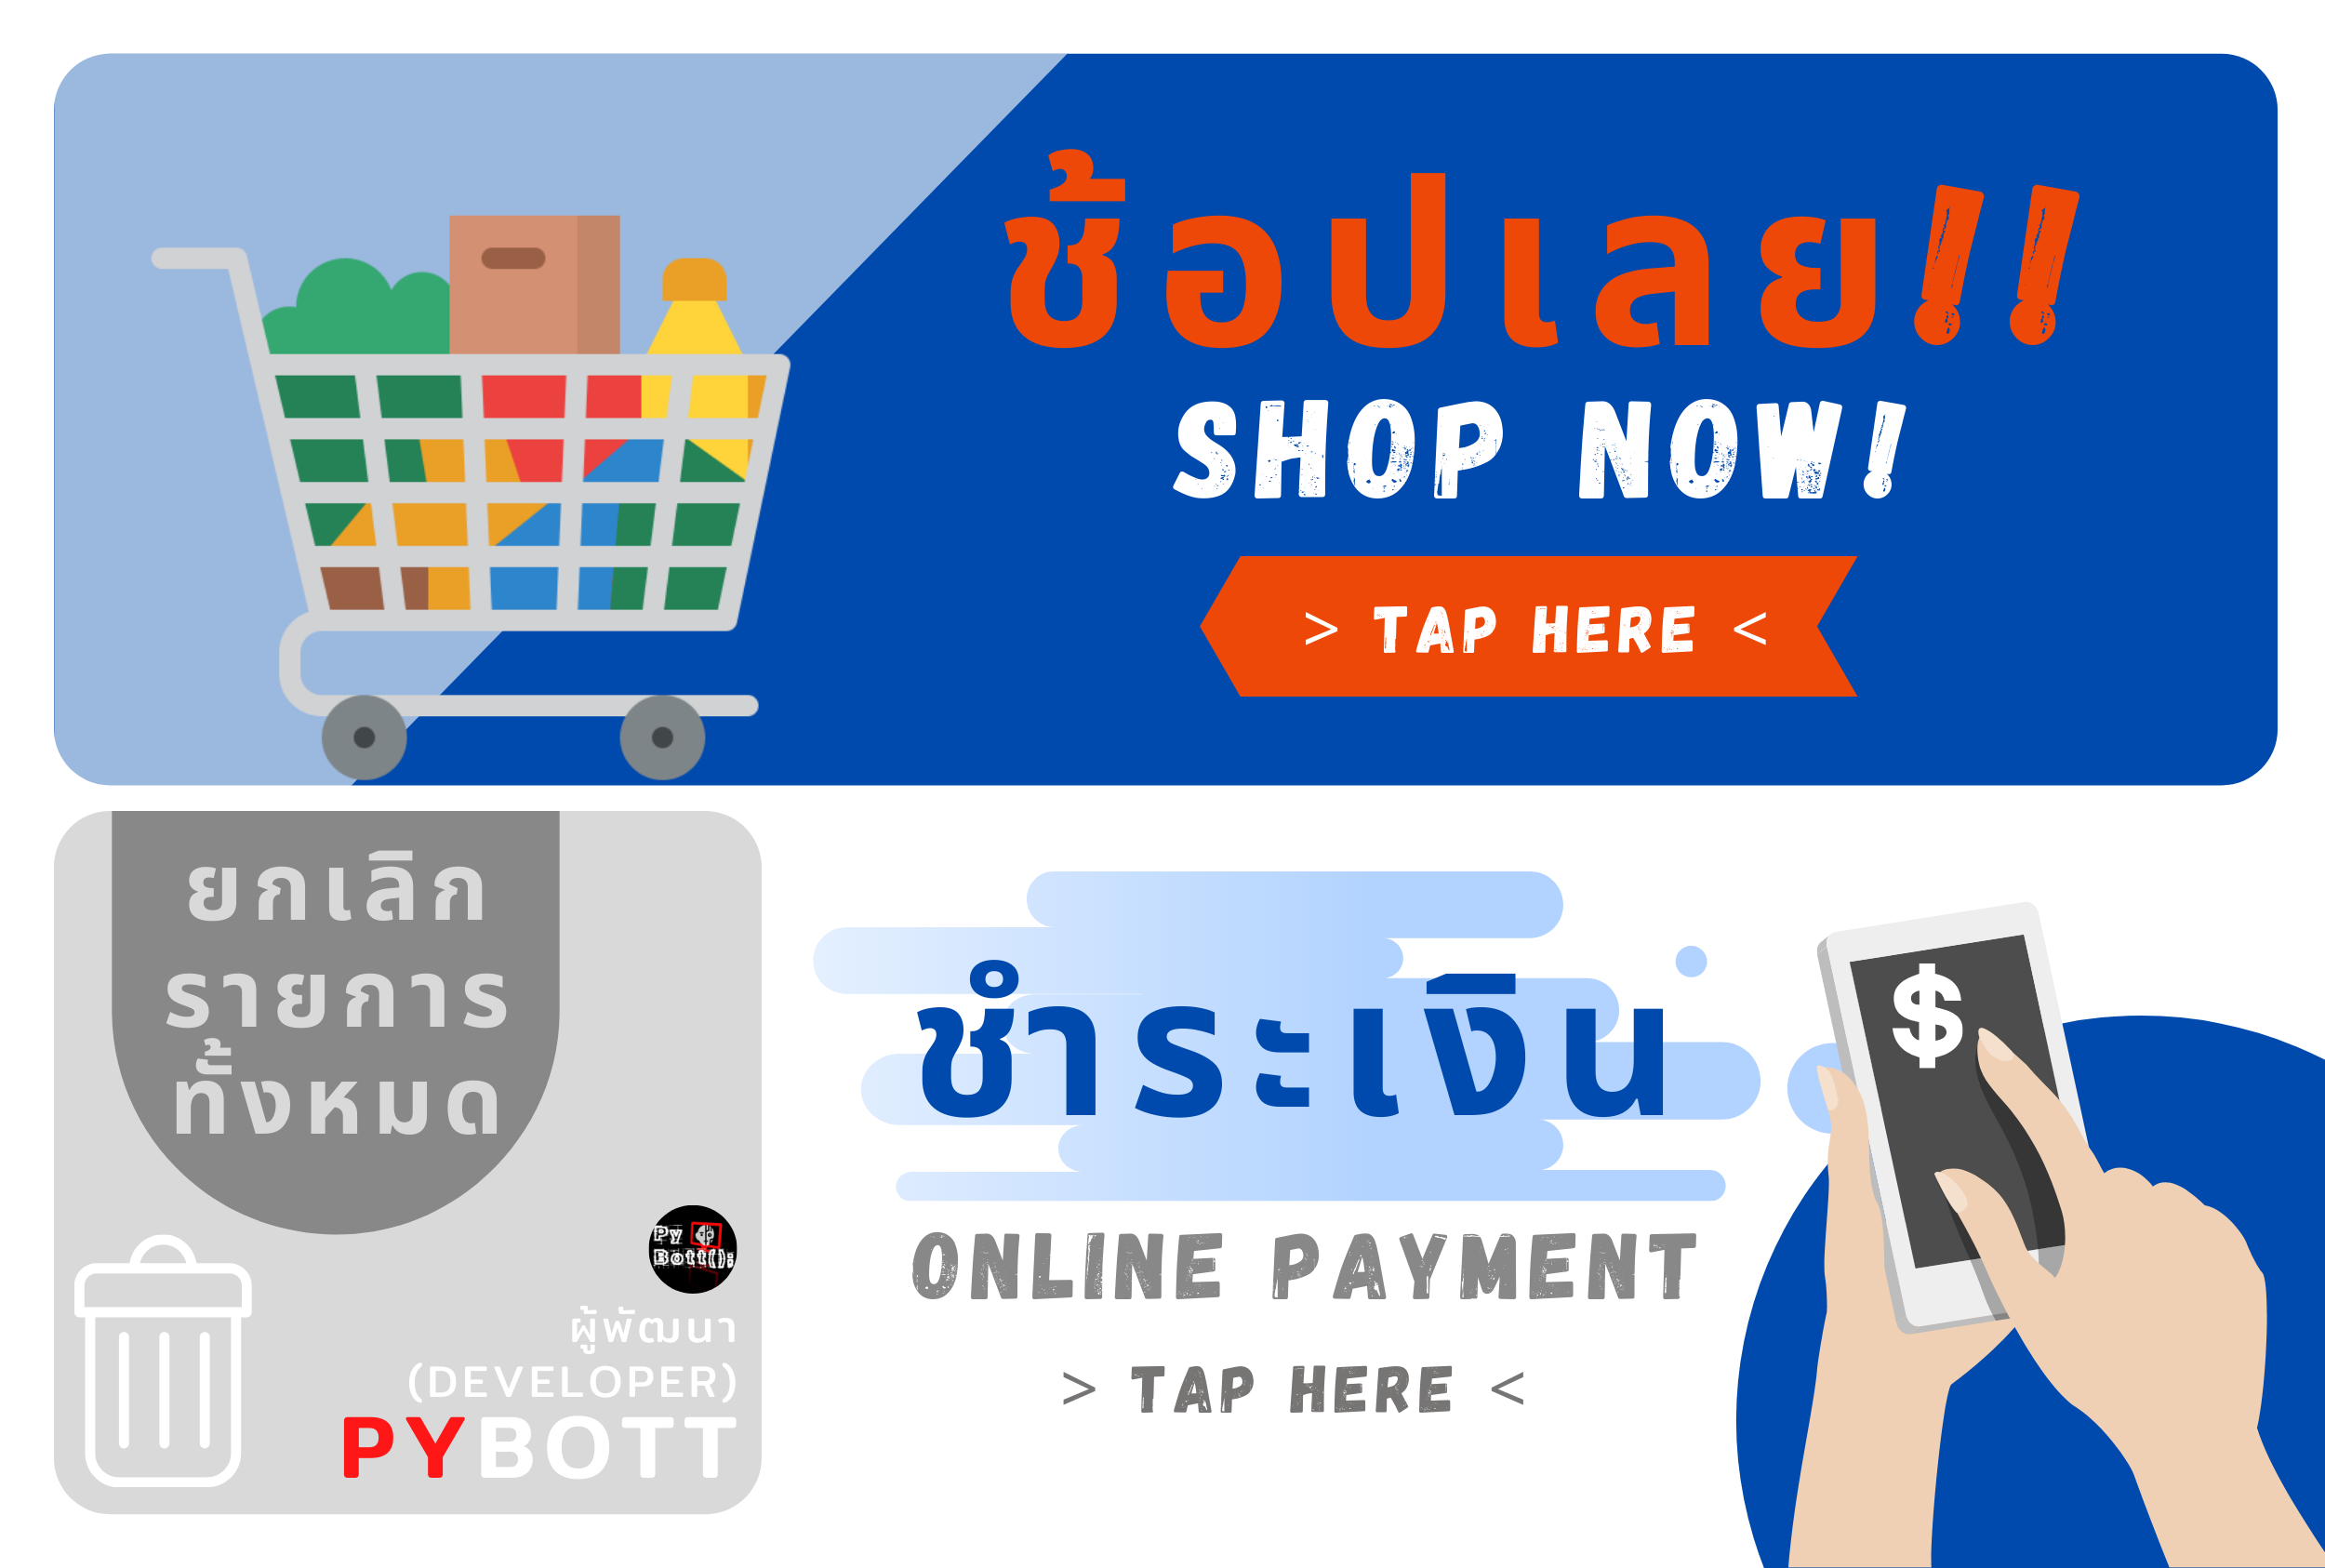 ช้อปเลย!!
SHOP NOW!
> TAP HERE <
ยกเลิก
รายการ
ทั้งหมด
Py
Bott():
ผู้พัฒนา
(DEVELOPER)
PYBOTT
ชำระเงิน
ONLINE PAYMENT
> TAP HERE <
$